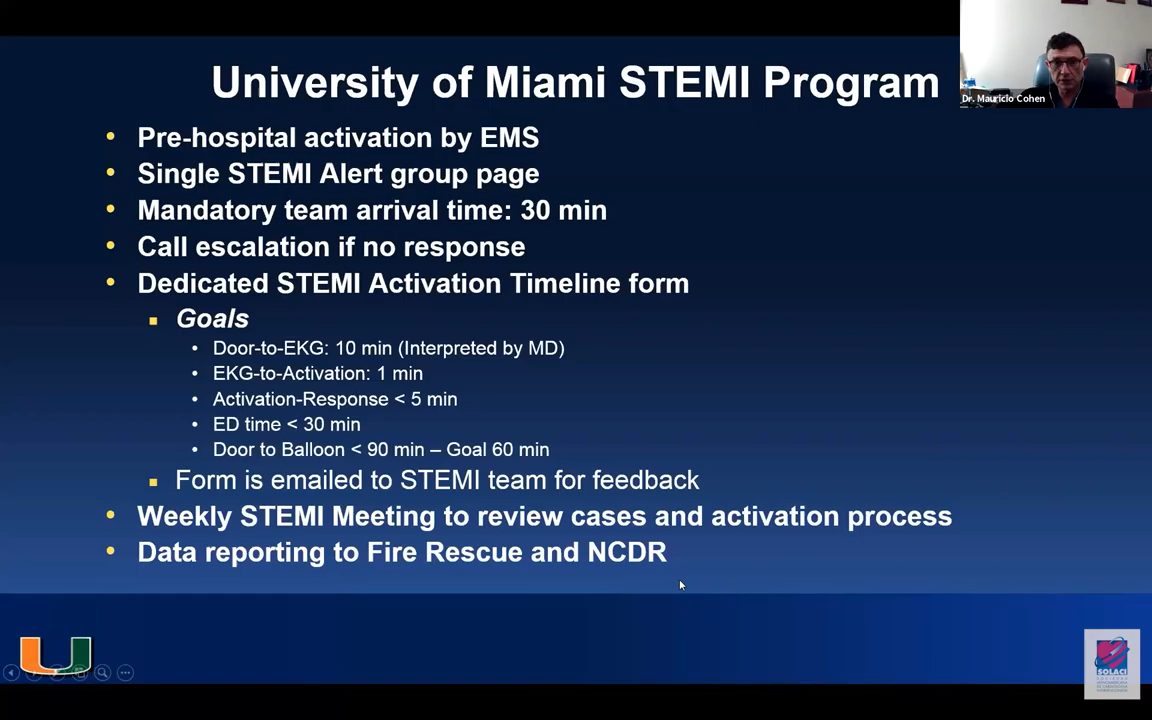 University of Miami STEMI Program
Dr. Mauricio Cohen
• Pre-hospital activation by EMS
• Single STEMI Alert group page
• Mandatory team arrival time: 30 min
• Call escalation if no response
• Dedicated STEMI Activation Timeline form
▪ Goals
• Door-to-EKG: 10 min (Interpreted by MD)
• EKG-to-Activation: 1 min
• Activation-Response < 5 min
• ED time < 30 min
• Door to Balloon < 90 min – Goal 60 min
▪ Form is emailed to STEMI team for feedback
• Weekly STEMI Meeting to review cases and activation process
• Data reporting to Fire Rescue and NCDR
SOLACI